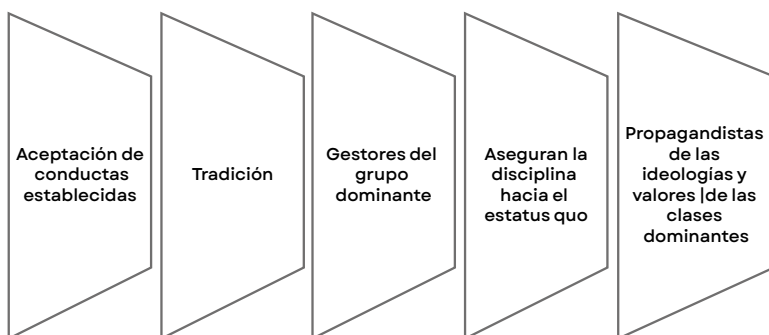 Aceptación de
conductas
establecidas
Tradición
Gestores del
grupo
dominante
Aseguran la
disciplina
hacia el
estatus quo
Propagandistas
de las
ideologías y
valores |de las
clases
dominantes